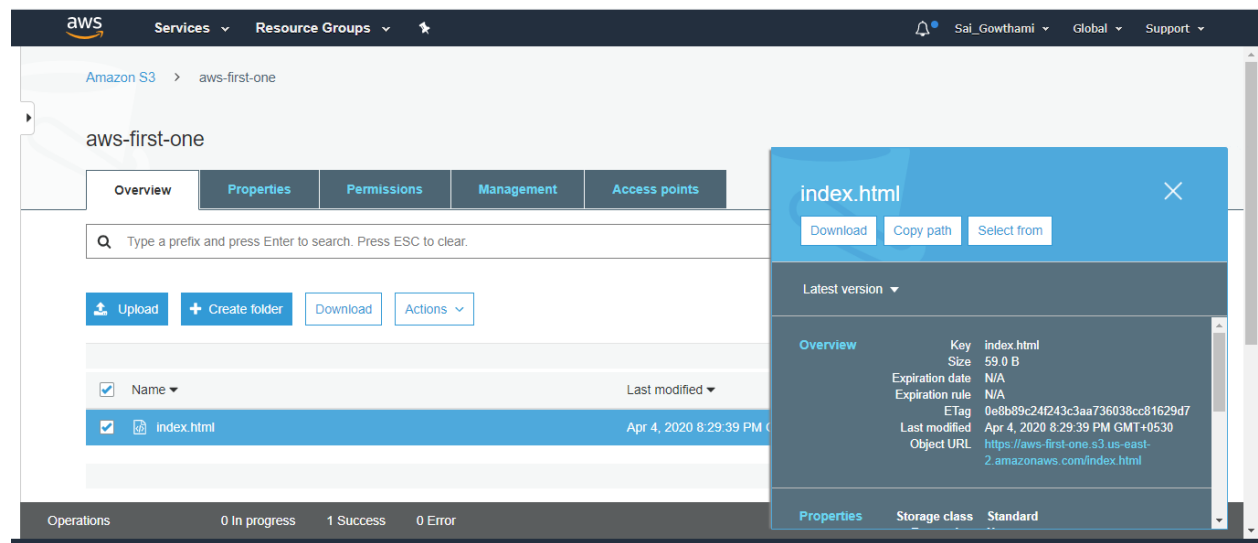 aws Services Resource Groups Sai_Gowthami Global Support
Amazon S3 > aws-first-one
aws-first-one
Overview Properties Permissions Management Access points
Type a prefix and press Enter to search. Press ESC to clear.
Upload Create folder Download Actions
Name Last modified
index.html Apr 4, 2020 8:29:39 PM
index.html
Download Copy path Select from
Latest version
Overview Key index.html
Size 59.0 B
Expiration date N/A
Expiration rule N/A
ETag 0e8b89c24f243c3aa736038cc81629d7
Last modified Apr 4, 2020 8:29:39 PM GMT+0530
Object URL https://aws-first-one.s3.us-east-
2.amazonaws.com/index.html
Properties Storage class Standard
Operations 0 In progress 1 Success 0 Error